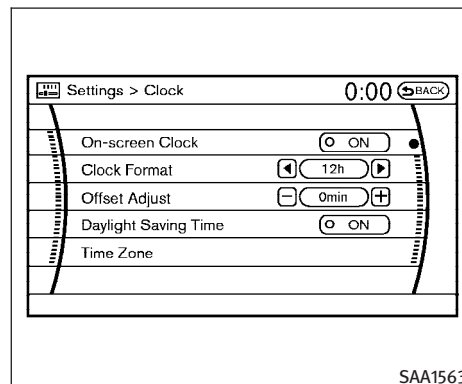 Settings > Clock 0:00 BACK
On-screen Clock ON
Clock Format 12h
Offset Adjust 0min
Daylight Saving Time ON
Time Zone
SAA1563